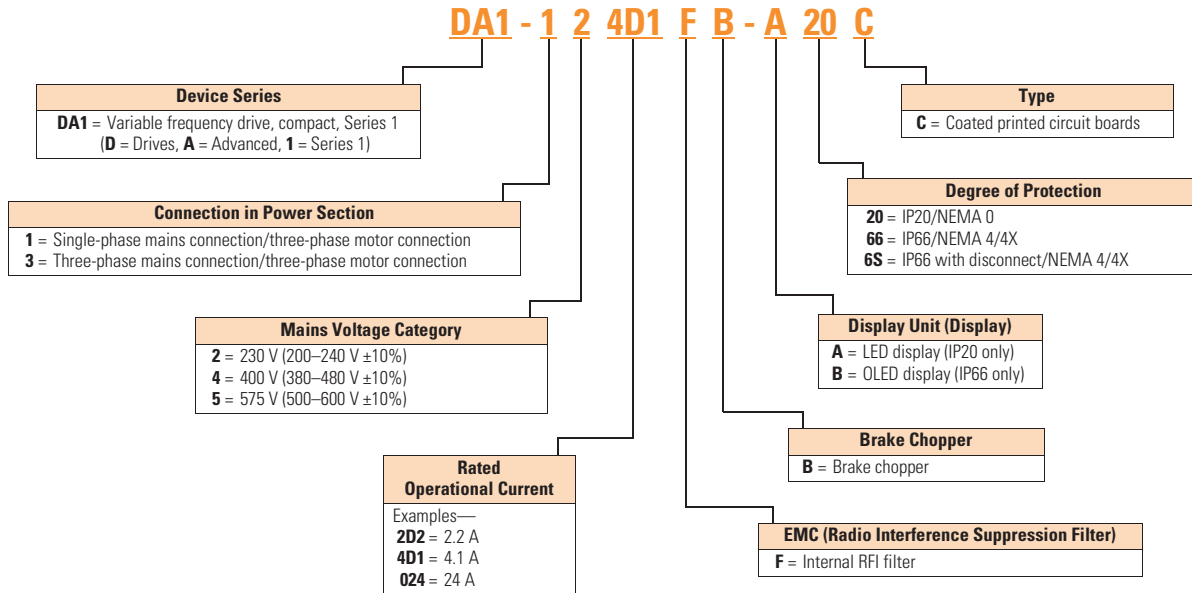 DA1 - 1 2 4D1 F B - A 20 C
Device Series
DA1 = Variable frequency drive, compact, Series 1
(D = Drives, A = Advanced, 1 = Series 1)
Type
C = Coated printed circuit boards
Connection in Power Section
1 = Single-phase mains connection/three-phase motor connection
3 = Three-phase mains connection/three-phase motor connection
Degree of Protection
20 = IP20/NEMA 0
66 = IP66/NEMA 4/4X
6S = IP66 with disconnect/NEMA 4/4X
Mains Voltage Category
2 = 230 V (200–240 V ±10%)
4 = 400 V (380–480 V ±10%)
5 = 575 V (500–600 V ±10%)
Display Unit (Display)
A = LED display (IP20 only)
B = OLED display (IP66 only)
Brake Chopper
B = Brake chopper
Rated
Operational Current
Examples—
2D2 = 2.2 A
4D1 = 4.1 A
024 = 24 A
EMC (Radio Interference Suppression Filter)
F = Internal RFI filter